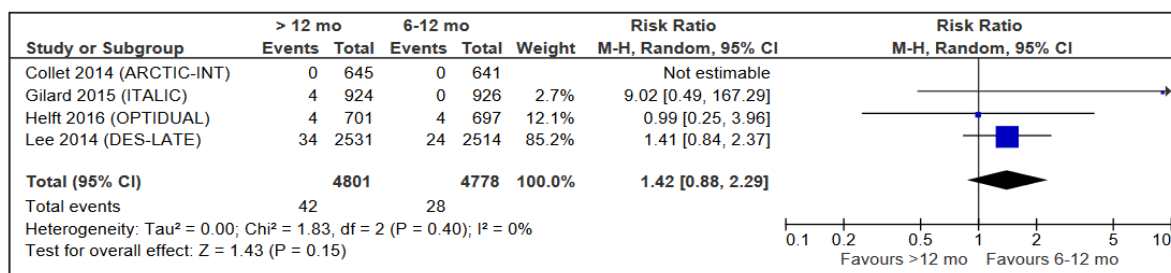 > 12 mo 6-12 mo Risk Ratio Risk Ratio
Study or Subgroup Events Total Events Total Weight M-H, Random, 95% CI M-H, Random, 95% CI
Collet 2014 (ARCTIC-INT) 0 645 0 641 Not estimable
Gilard 2015 (ITALIC) 4 924 0 926 2.7% 9.02 [0.49, 167.29]
Helft 2016 (OPTIDUAL) 4 701 4 697 12.1% 0.99 [0.25, 3.96]
Lee 2014 (DES-LATE) 34 2531 24 2514 85.2% 1.41 [0.84, 2.37]
Total (95% CI) 4801 4778 100.0% 1.42 [0.88, 2.29]
Total events 42 28
Heterogeneity: Tau² = 0.00; Chi² = 1.83, df = 2 (P = 0.40); I² = 0%
Test for overall effect: Z = 1.43 (P = 0.15)
0.1 0.2 0.5 1 2 5 10
Favours >12 mo Favours 6-12 mo